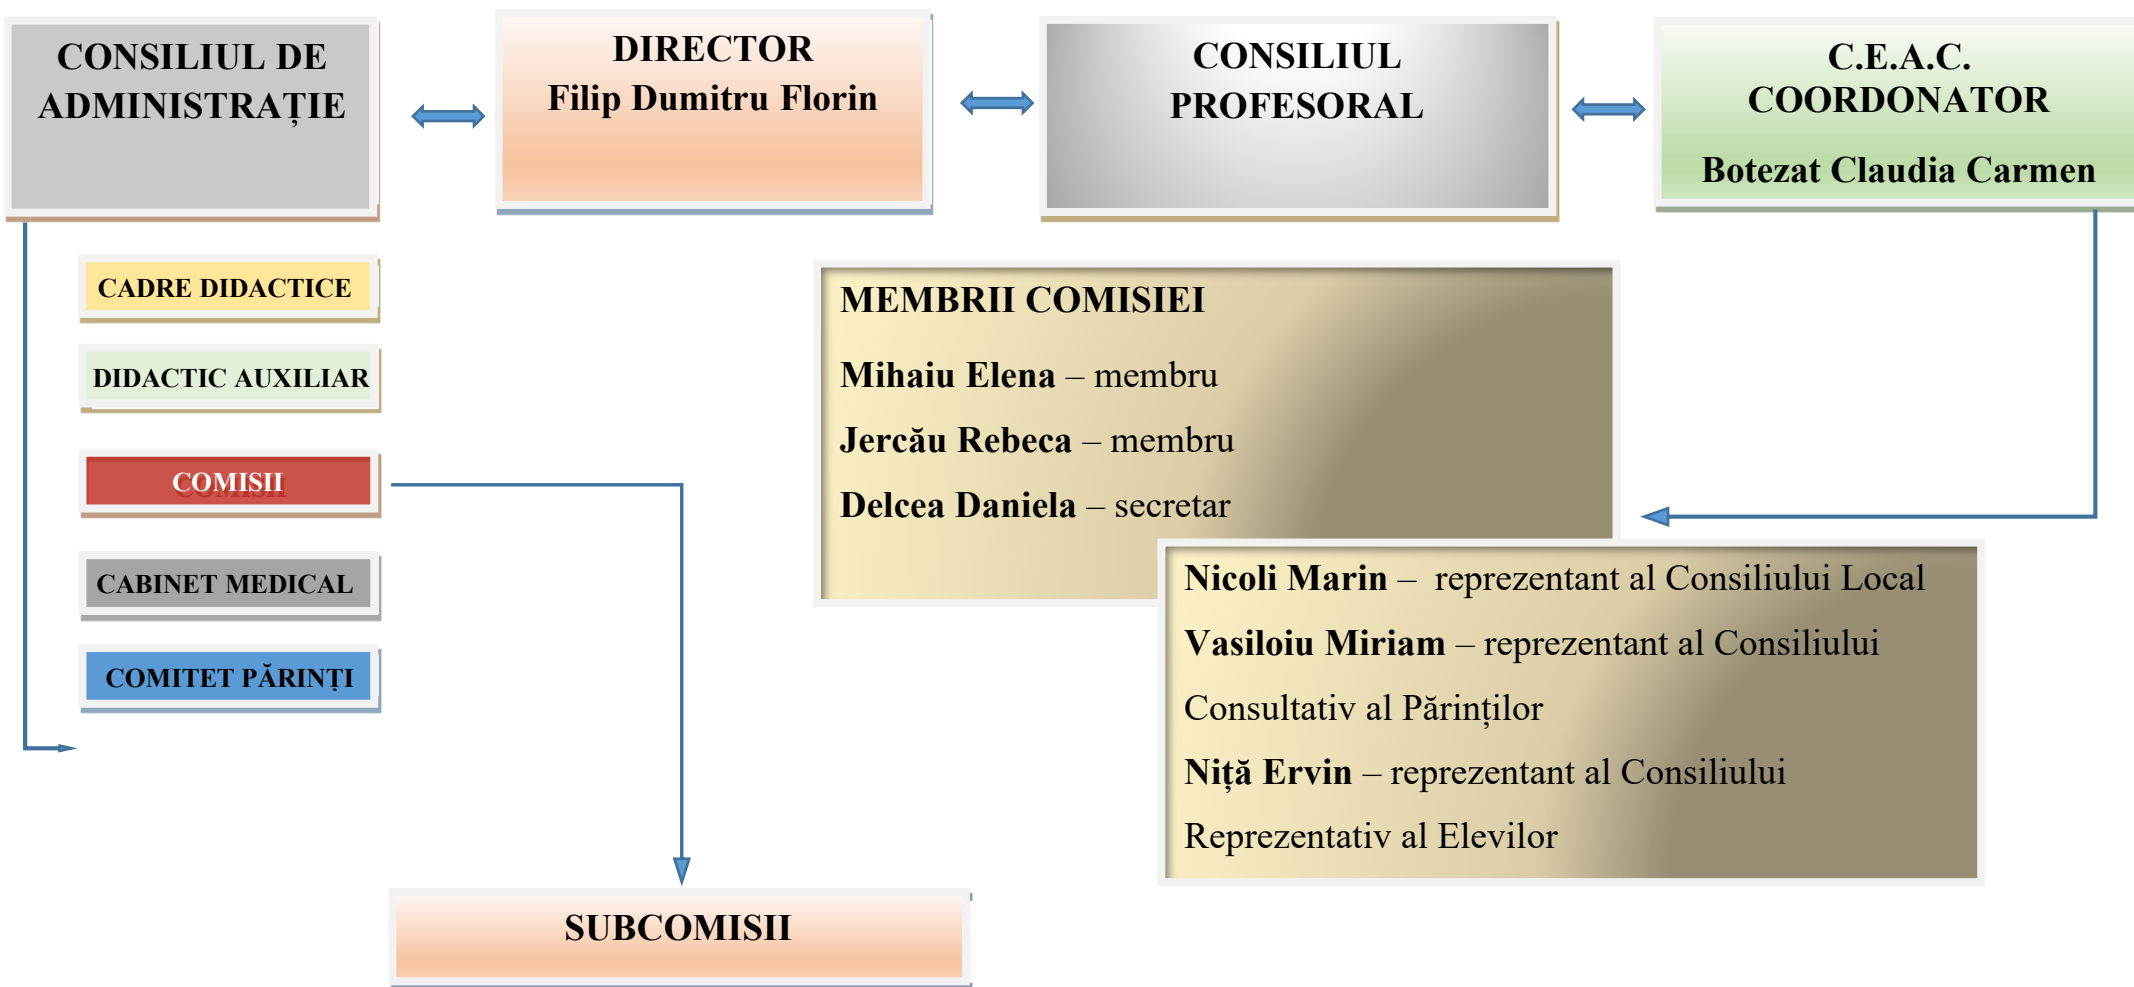 CONSILIUL DE
ADMINISTRAȚIE
DIRECTOR
Filip Dumitru Florin
CONSILIUL
PROFESORAL
C.E.A.C.
COORDONATOR
Botezat Claudia Carmen
CADRE DIDACTICE
DIDACTIC AUXILIAR
COMISII
CABINET MEDICAL
COMITET PĂRINȚI
MEMBRII COMISIEI
Mihaiu Elena – membru
Jercău Rebeca – membru
Delcea Daniela – secretar
Nicoli Marin – reprezentant al Consiliului Local
Vasiloiu Miriam – reprezentant al Consiliului
Consultativ al Părinților
Niță Ervin – reprezentant al Consiliului
Reprezentativ al Elevilor
SUBCOMISII